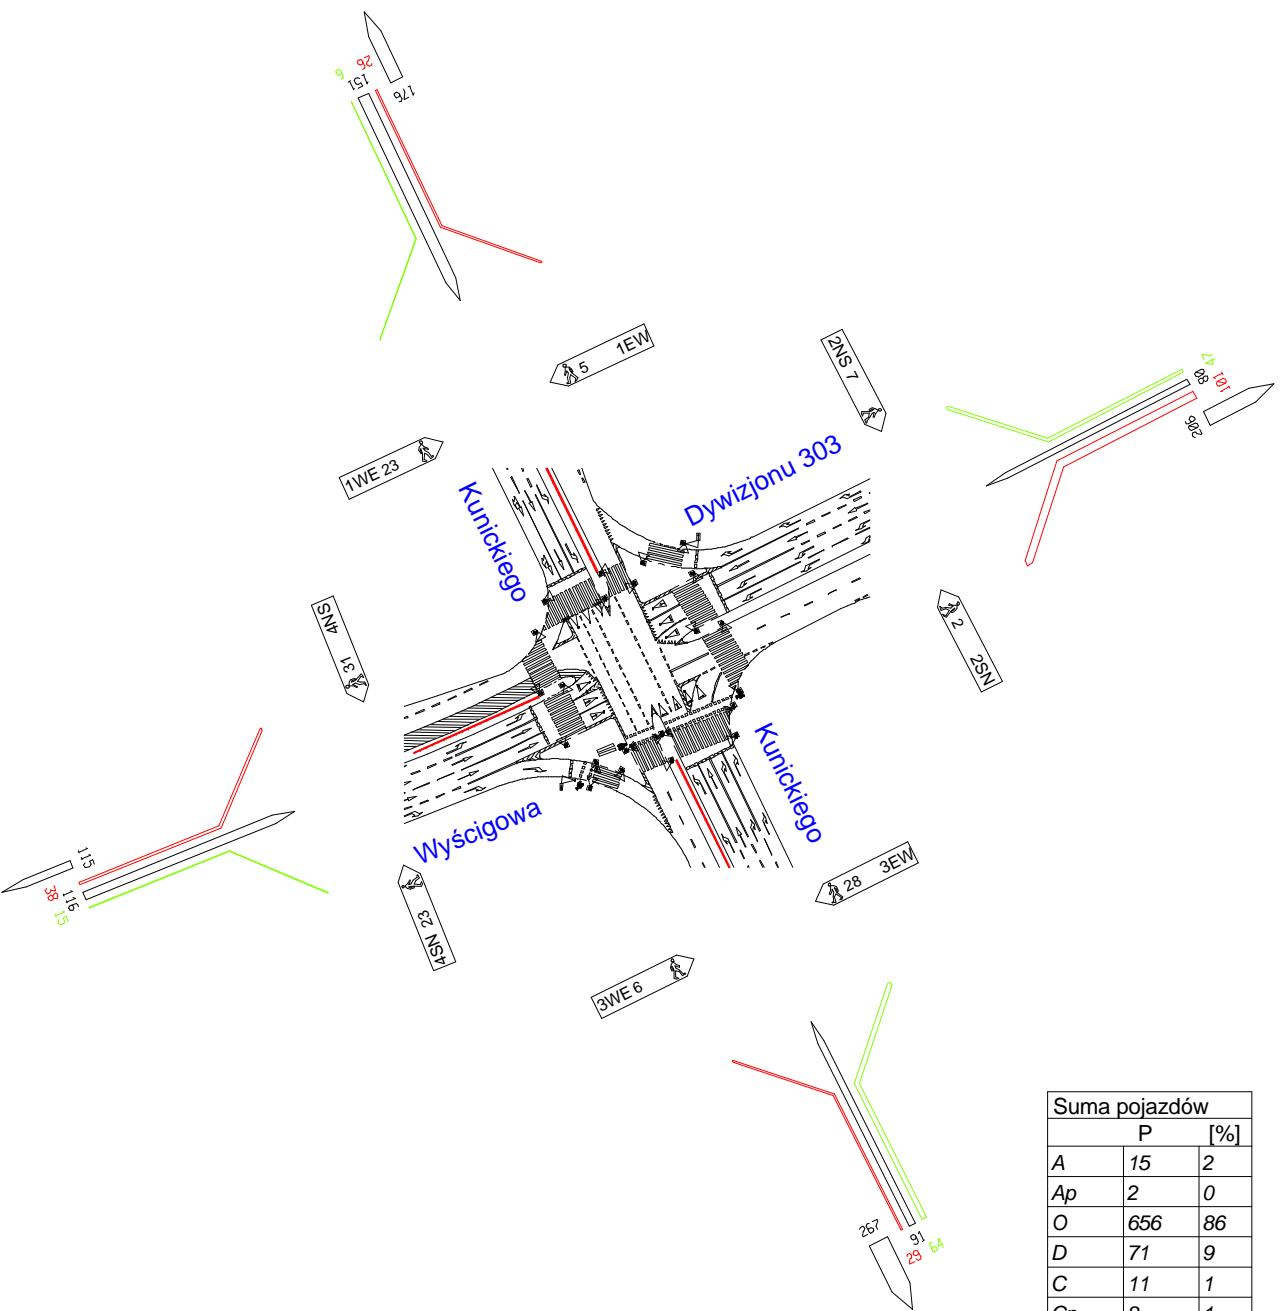 6
151
26
176
5 1EW
2NS 7
47
80
101
206
1WE 23
Dywizjonu 303
Kunickiego
4NS
31
2
2SN
Kunickiego
Wyścigowa
115
38
116
15
28 3EW
4SN 23
3WE 6
267
91
29
64
Suma pojazdów
P [%]
A 15 2
Ap 2 0
O 656 86
D 71 9
C 11 1